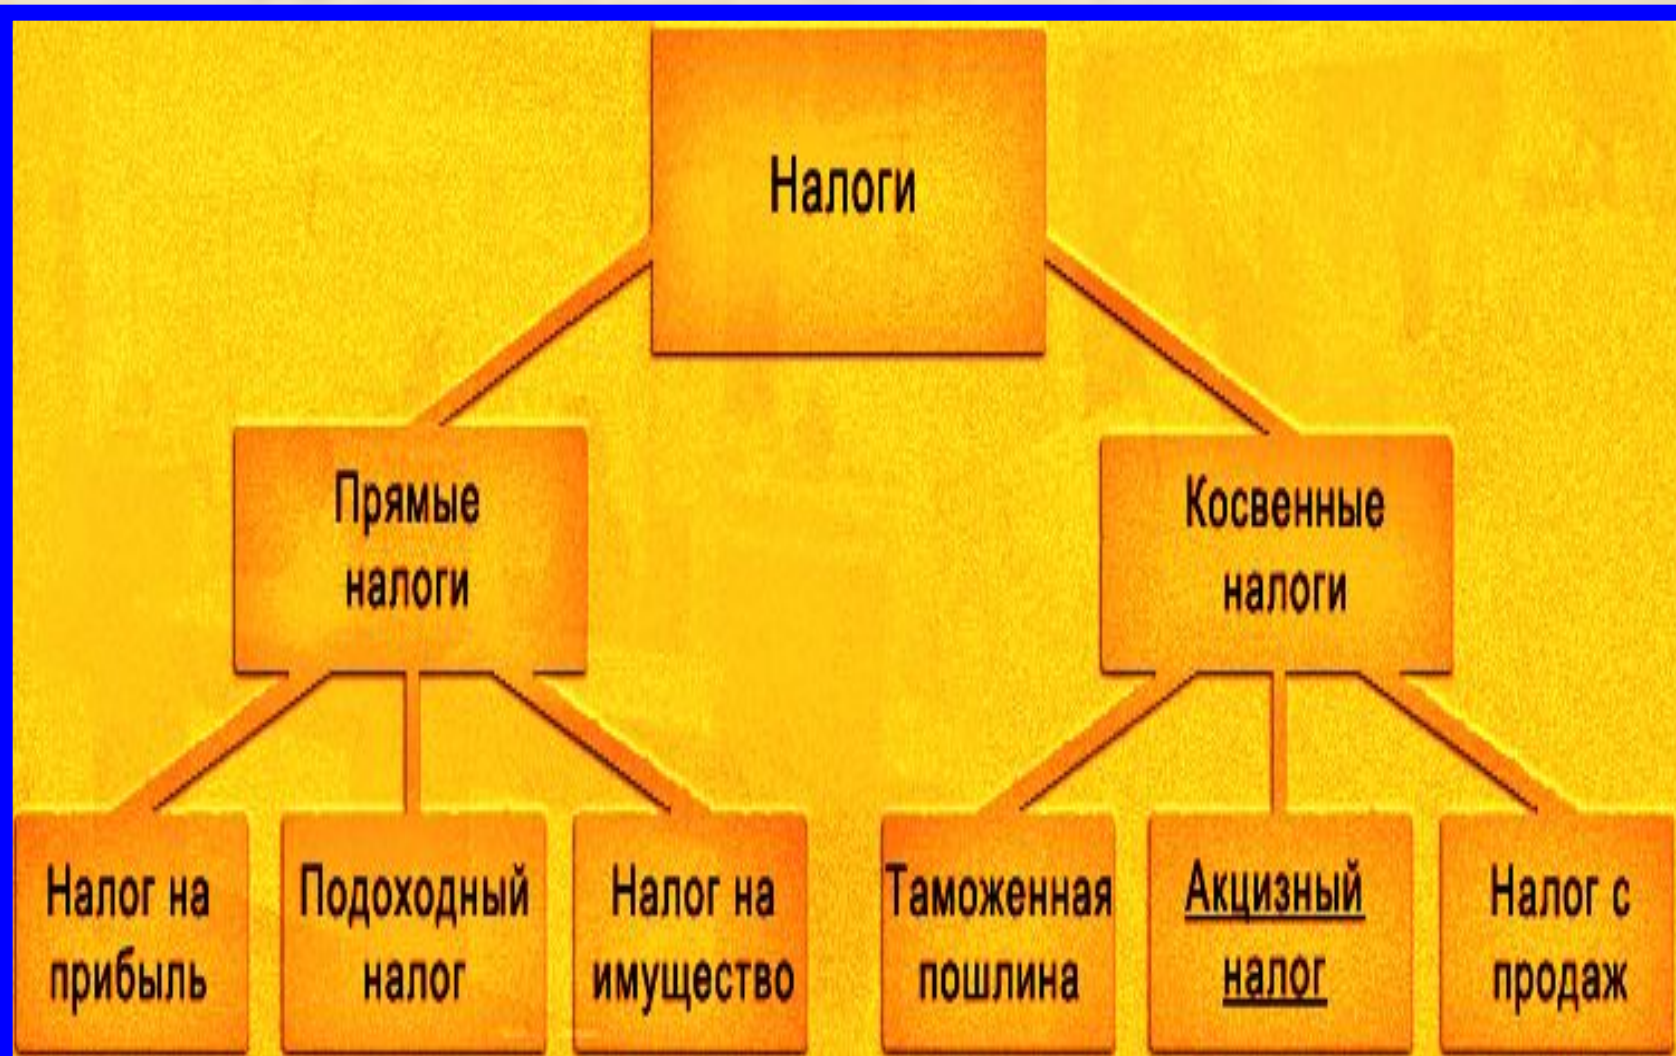 Налоги
Прямые
налоги
Косвенные
налоги
Налог на
прибыль
Подоходный
налог
Налог на
имущество
Таможенная
пошлина
Акцизный
налог
Налог с
продаж